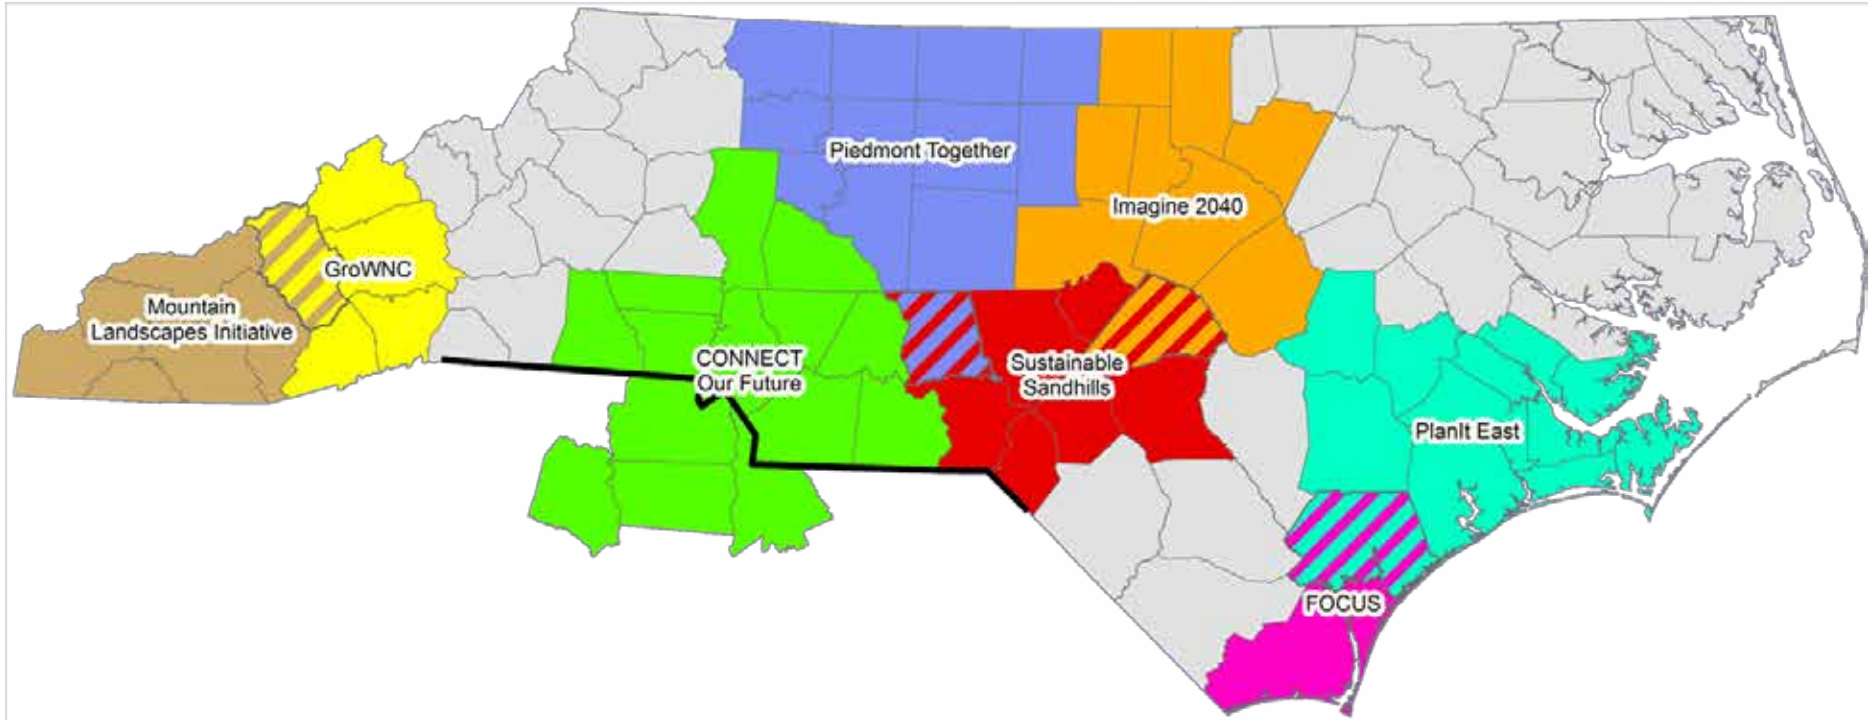 Piedmont Together
Imagine 2040
GroWNC
Mountain
Landscapes Initiative
CONNECT
Our Future
Sustainable
Sandhills
PlanIt East
FOCUS